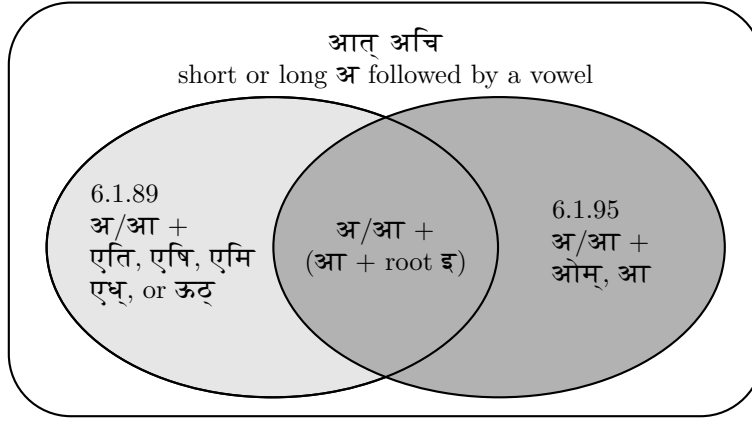 आत् अचि
short or long अ followed by a vowel
6.1.89
अ/आ +
एति, एषि, एमि
एध्, or ऊठ्
अ/आ +
(आ + root इ)
6.1.95
अ/आ +
ओम्, आ